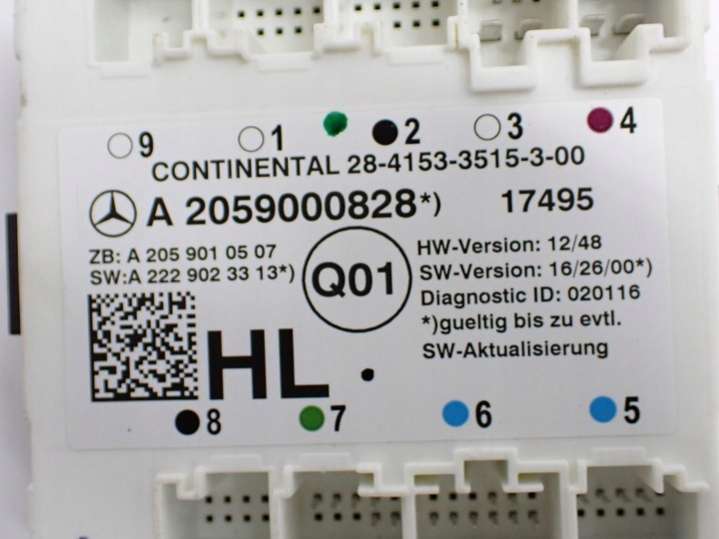 9 1 2 3 4
CONTINENTAL 28-4153-3515-3-00
A 2059000828*) 17495
ZB: A 205 901 05 07
SW:A 222 902 33 13*)
Q01
HW-Version: 12/48
SW-Version: 16/26/00*)
Diagnostic ID: 020116
*)gueltig bis zu evtl.
SW-Aktualisierung
HL
8 7 6 5